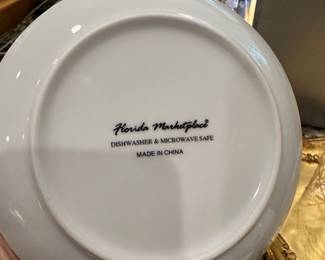 Florida Marketplace®
DISHWASHER & MICROWAVE SAFE
MADE IN CHINA